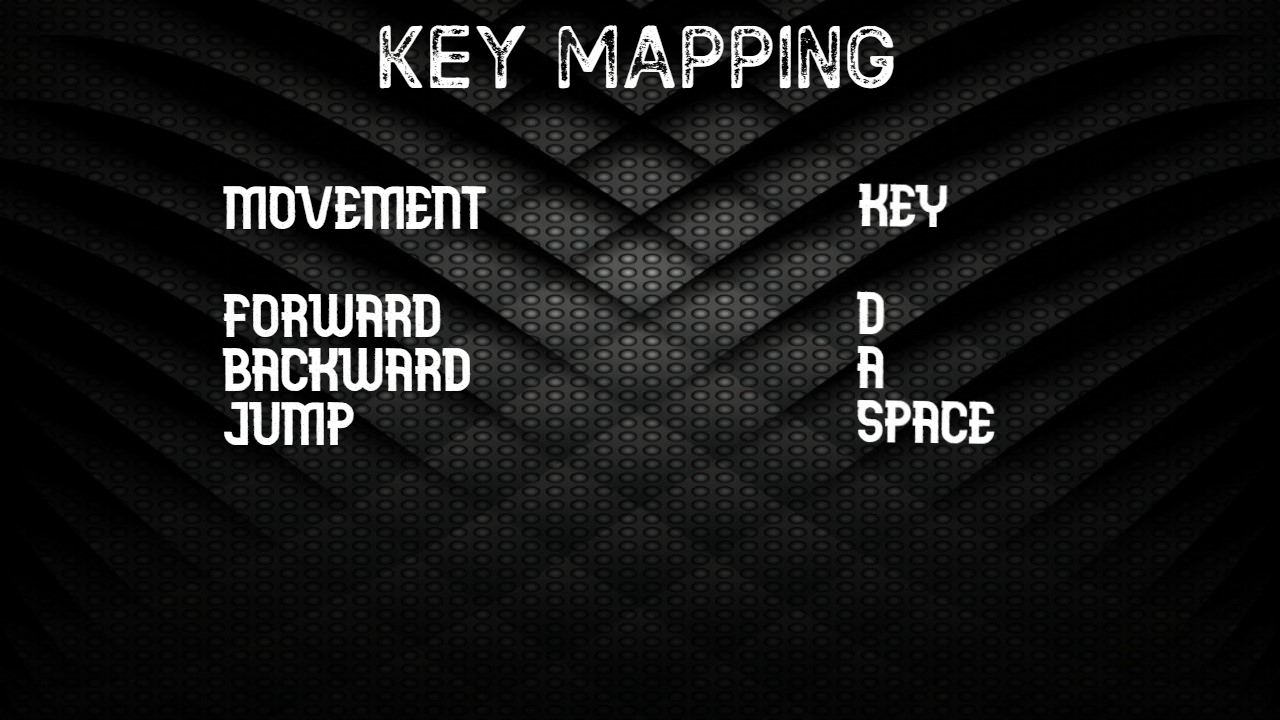 KEY MAPPING
MOVEMENT KEY
FORWARD D
BACKWARD A
JUMP SPACE